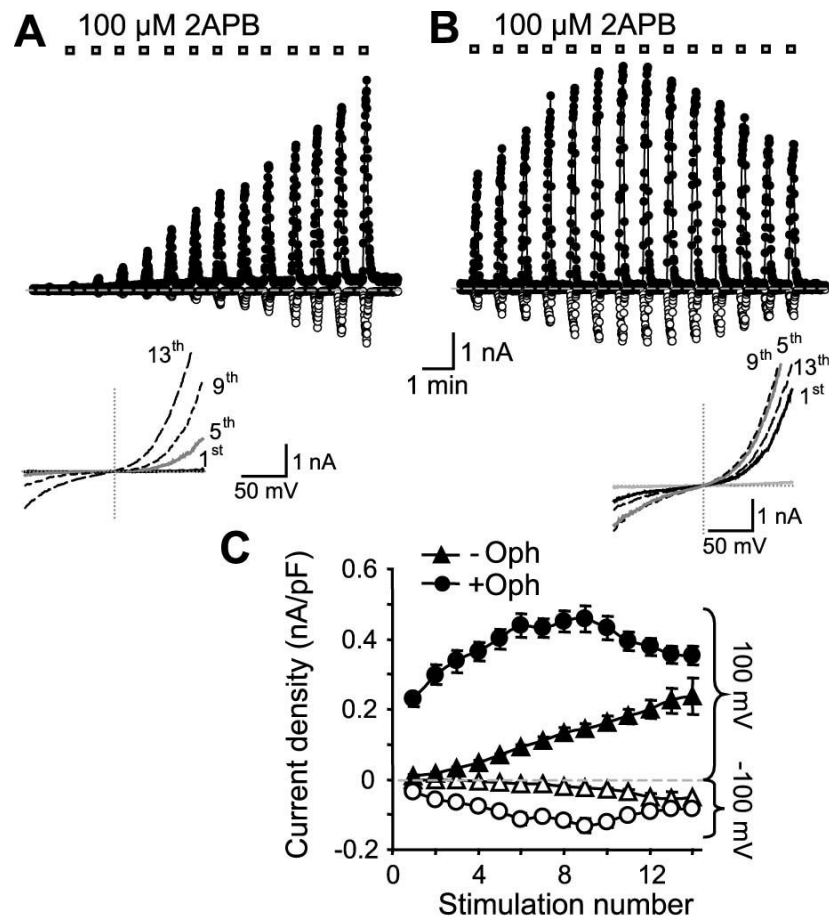 A
100 µM 2APB
B
100 µM 2APB
1 nA
1 min
13th
9th
5th
1st
1 nA
50 mV
9th 5th
13th
1st
1 nA
50 mV
C
- Oph
+Oph
Current density (nA/pF)
0.6
0.4
0.2
0
-0.2
100 mV
-100 mV
0 4 8 12
Stimulation number